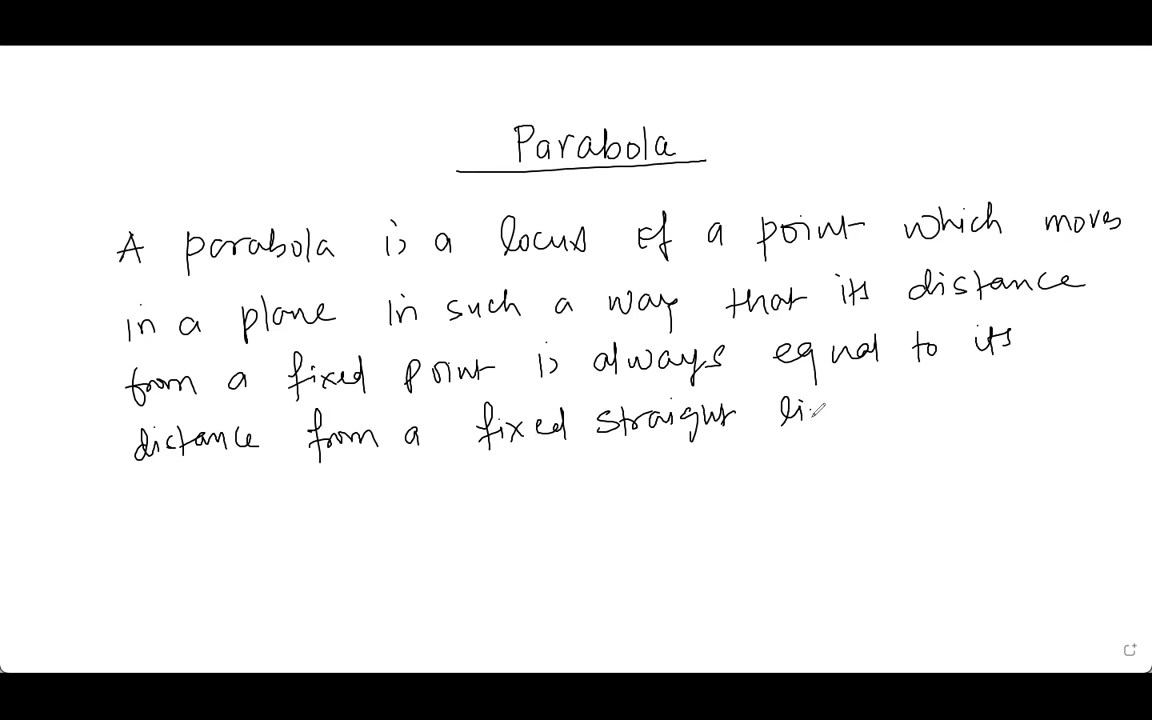 Parabola
A parabola is a locus of a point which moves
in a plane in such a way that its distance
from a fixed point is always equal to its
distance from a fixed straight li